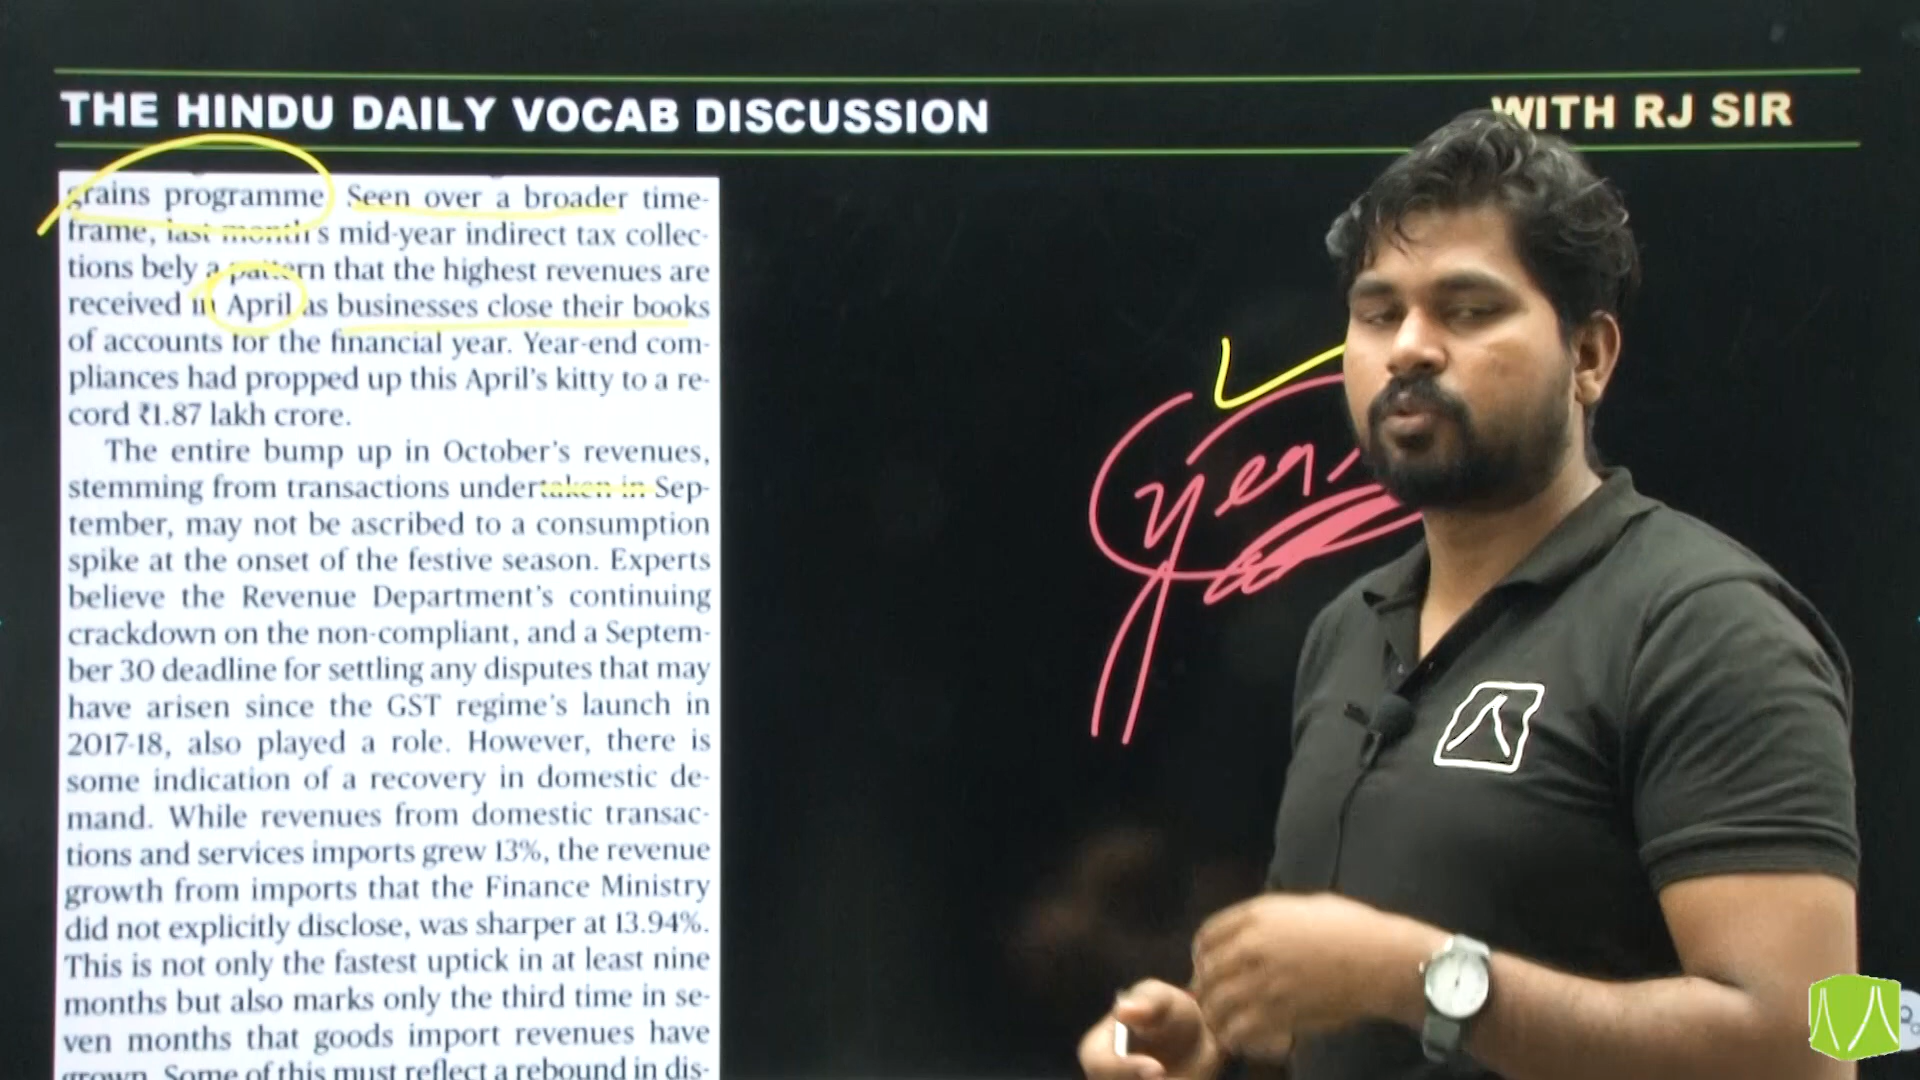 THE HINDU DAILY VOCAB DISCUSSION
WITH RJ SIR
grains programme Seen over a broader time-
frame, last month's mid-year indirect tax collec-
tions bely a pattern that the highest revenues are
received in April as businesses close their books
of accounts for the financial year. Year-end com-
pliances had propped up this April's kitty to a re-
cord ₹1.87 lakh crore.
The entire bump up in October's revenues,
stemming from transactions undertaken in Sep-
tember, may not be ascribed to a consumption
spike at the onset of the festive season. Experts
believe the Revenue Department's continuing
crackdown on the non-compliant, and a Septem-
ber 30 deadline for settling any disputes that may
have arisen since the GST regime's launch in
2017-18, also played a role. However, there is
some indication of a recovery in domestic de-
mand. While revenues from domestic transac-
tions and services imports grew 13%, the revenue
growth from imports that the Finance Ministry
did not explicitly disclose, was sharper at 13.94%.
This is not only the fastest uptick in at least nine
months but also marks only the third time in se-
ven months that goods import revenues have
grown. Some of this must reflect a rebound in dis-